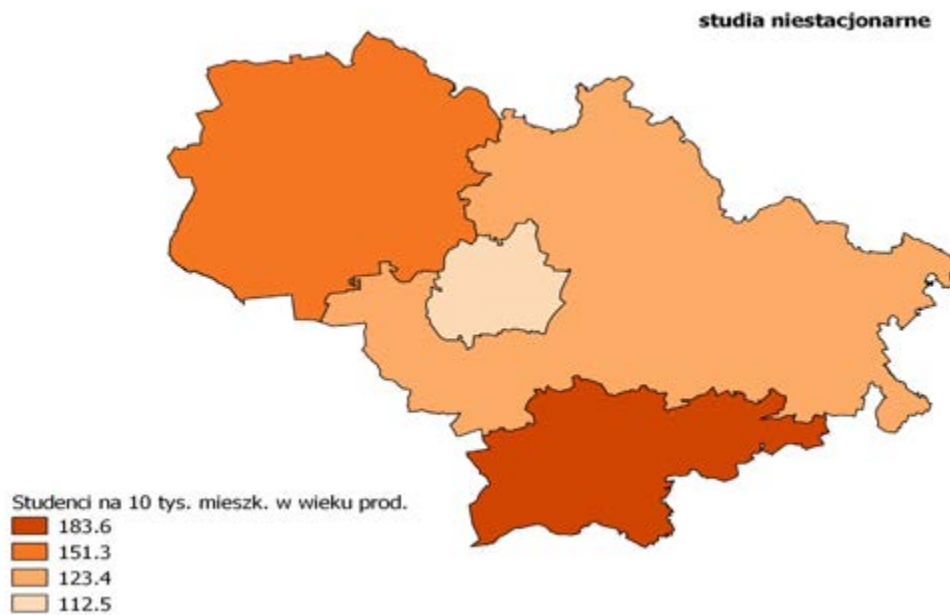 studia niestacjonarne
Studenci na 10 tys. mieszk. w wieku prod.
183.6
151.3
123.4
112.5